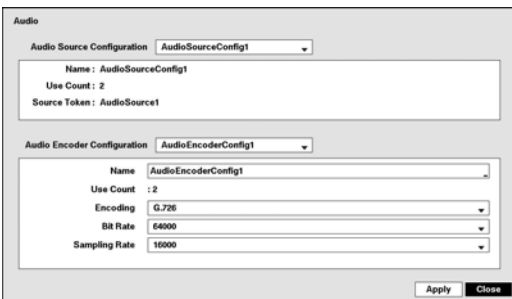 Audio
Audio Source Configuration AudioSourceConfig1
Name : AudioSourceConfig1
Use Count : 2
Source Token : AudioSource1
Audio Encoder Configuration AudioEncoderConfig1
Name AudioEncoderConfig1
Use Count : 2
Encoding G.726
Bit Rate 64000
Sampling Rate 16000
Apply Close